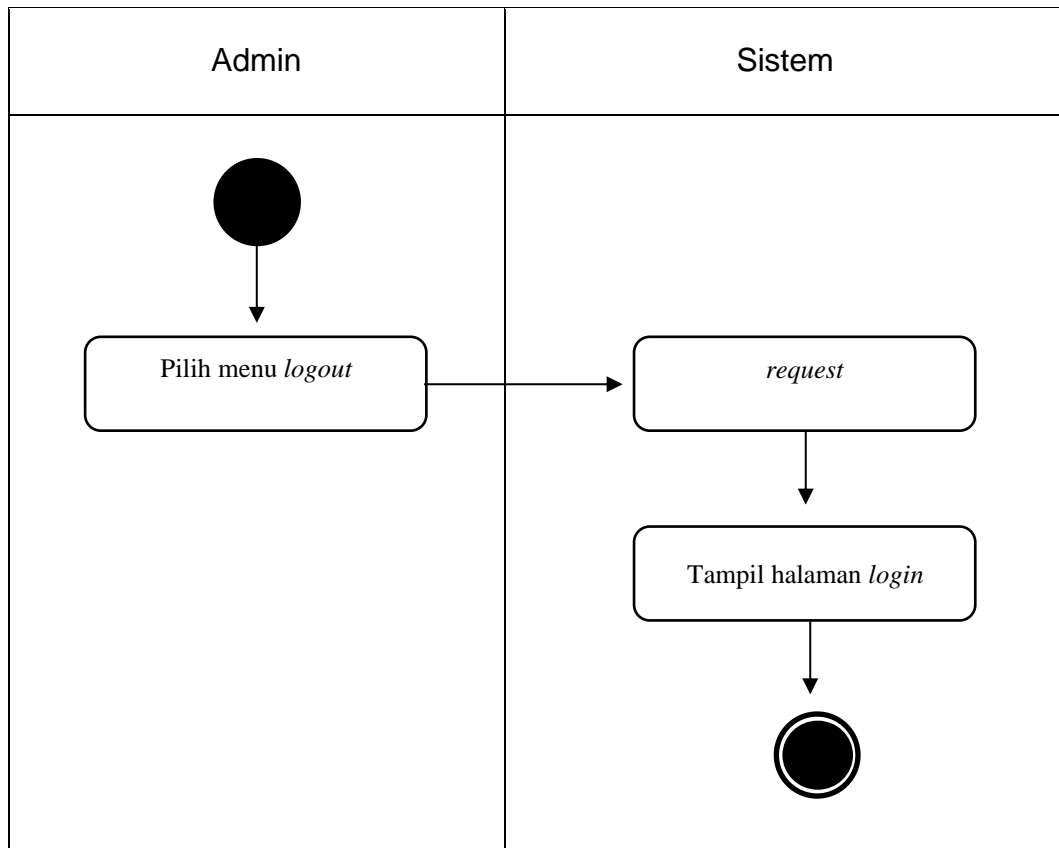 Admin
Sistem
Pilih menu logout
request
Tampil halaman login